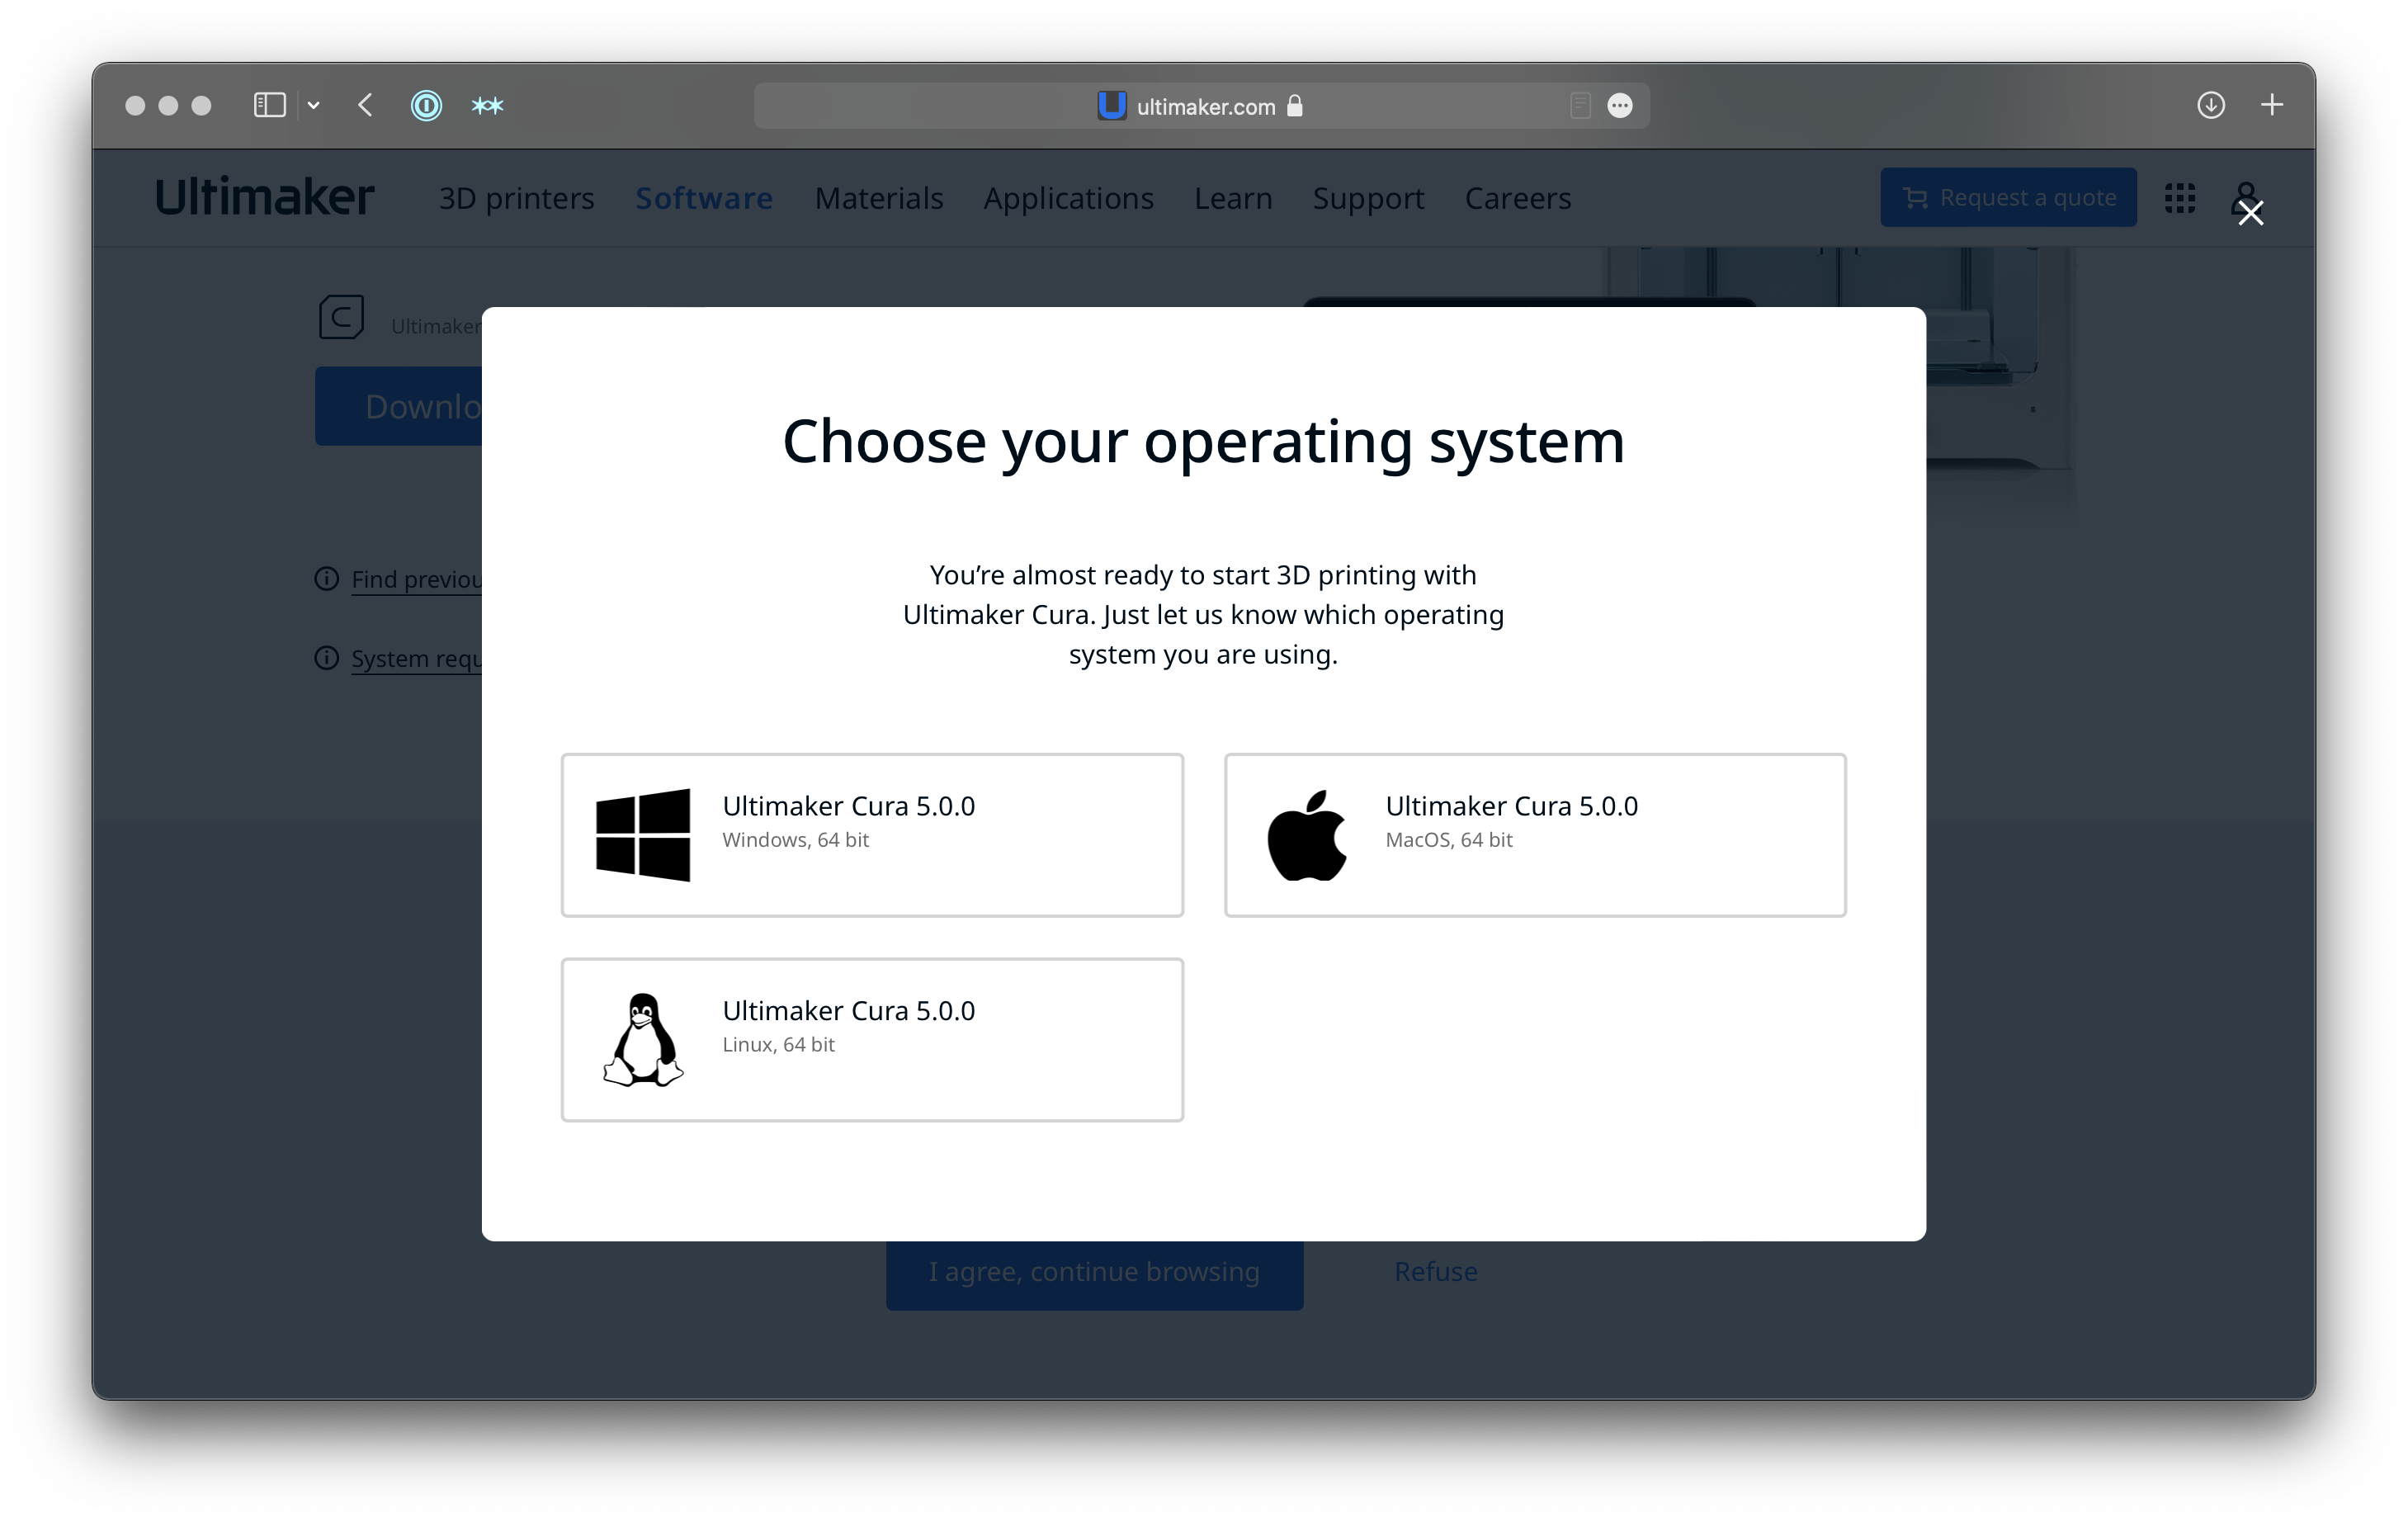 ultimaker.com
Ultimaker
3D printers
Software
Materials
Applications
Learn
Support
Careers
Request a quote
Ultimaker
Downlo
Find previou
System requ
Choose your operating system
You’re almost ready to start 3D printing with
Ultimaker Cura. Just let us know which operating
system you are using.
Ultimaker Cura 5.0.0
Windows, 64 bit
Ultimaker Cura 5.0.0
MacOS, 64 bit
Ultimaker Cura 5.0.0
Linux, 64 bit
I agree, continue browsing
Refuse